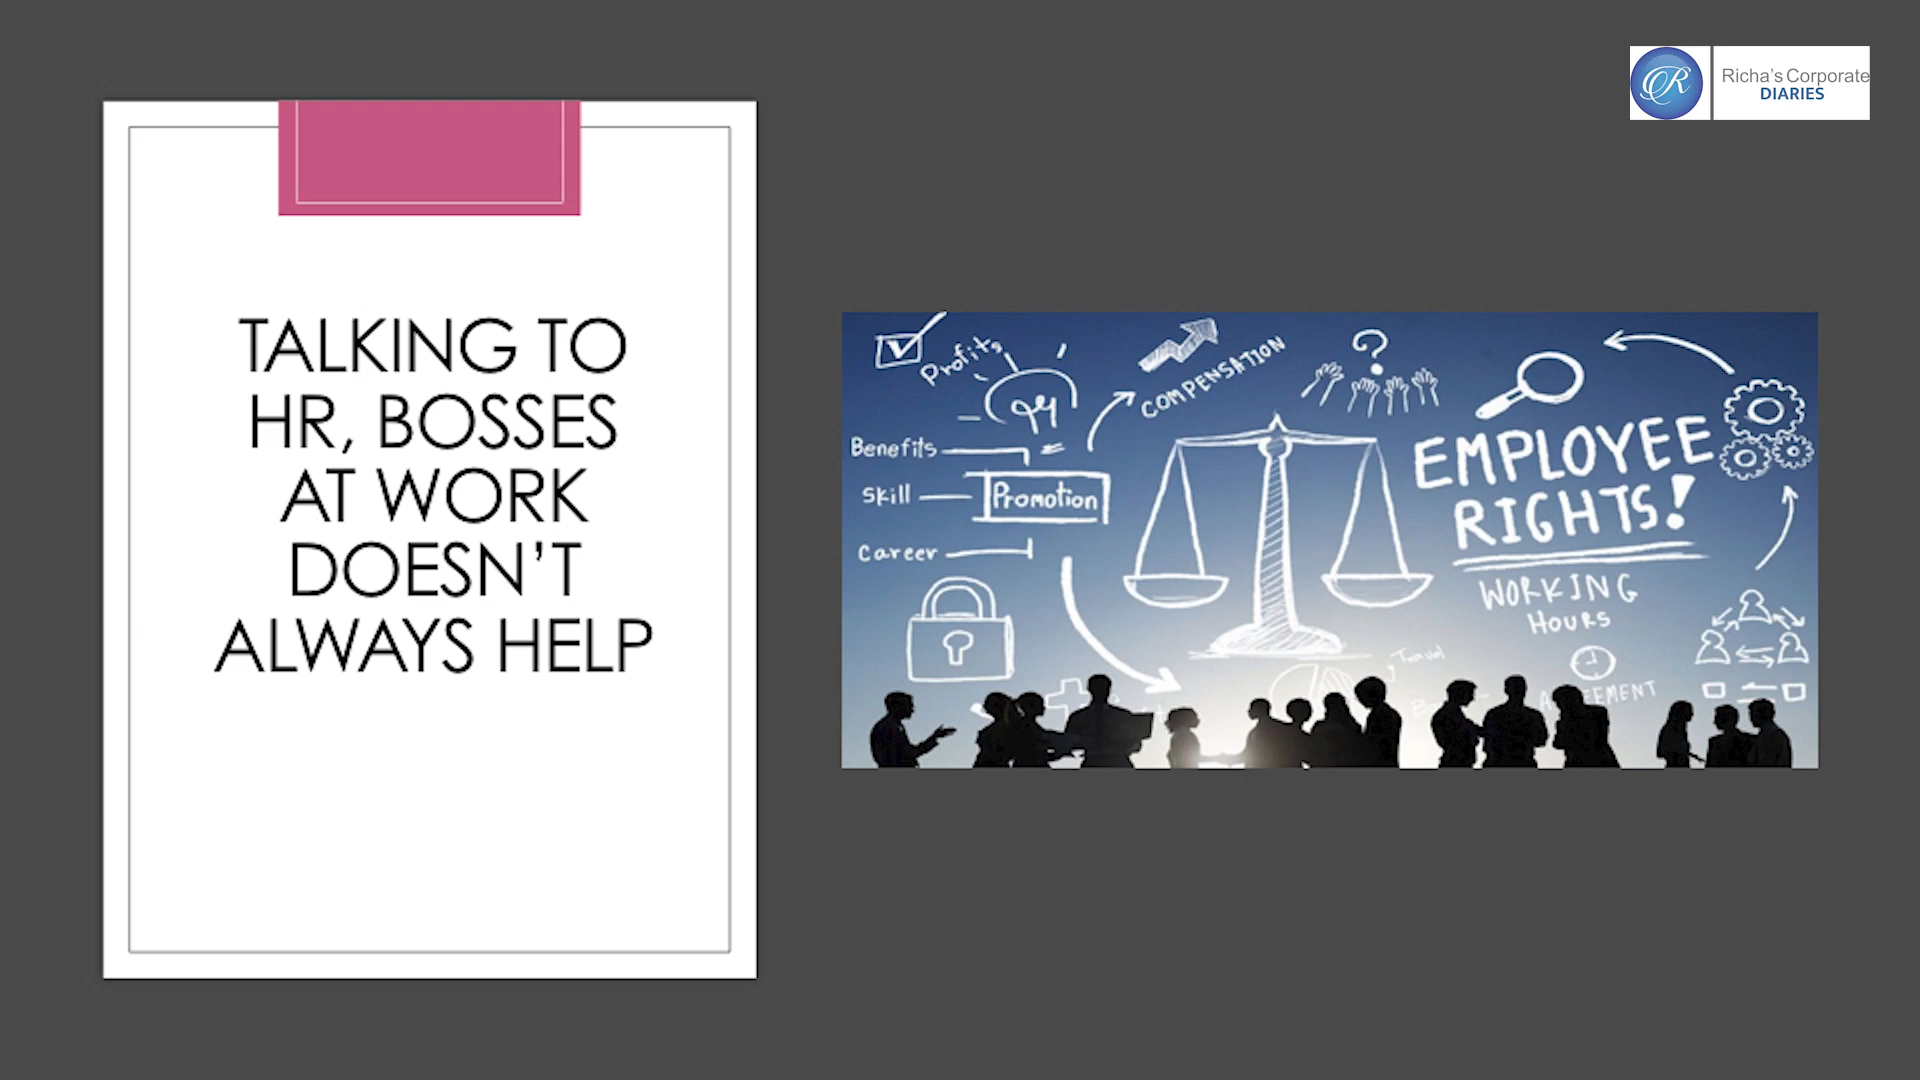 Richa's Corporate
DIARIES
TALKING TO
HR, BOSSES
AT WORK
DOESN'T
ALWAYS HELP
Profits
COMPENSATION
?
Benefits
Skill
Promotion
Career
EMPLOYEE
RIGHTS!
WORKING
HOURS
Travel